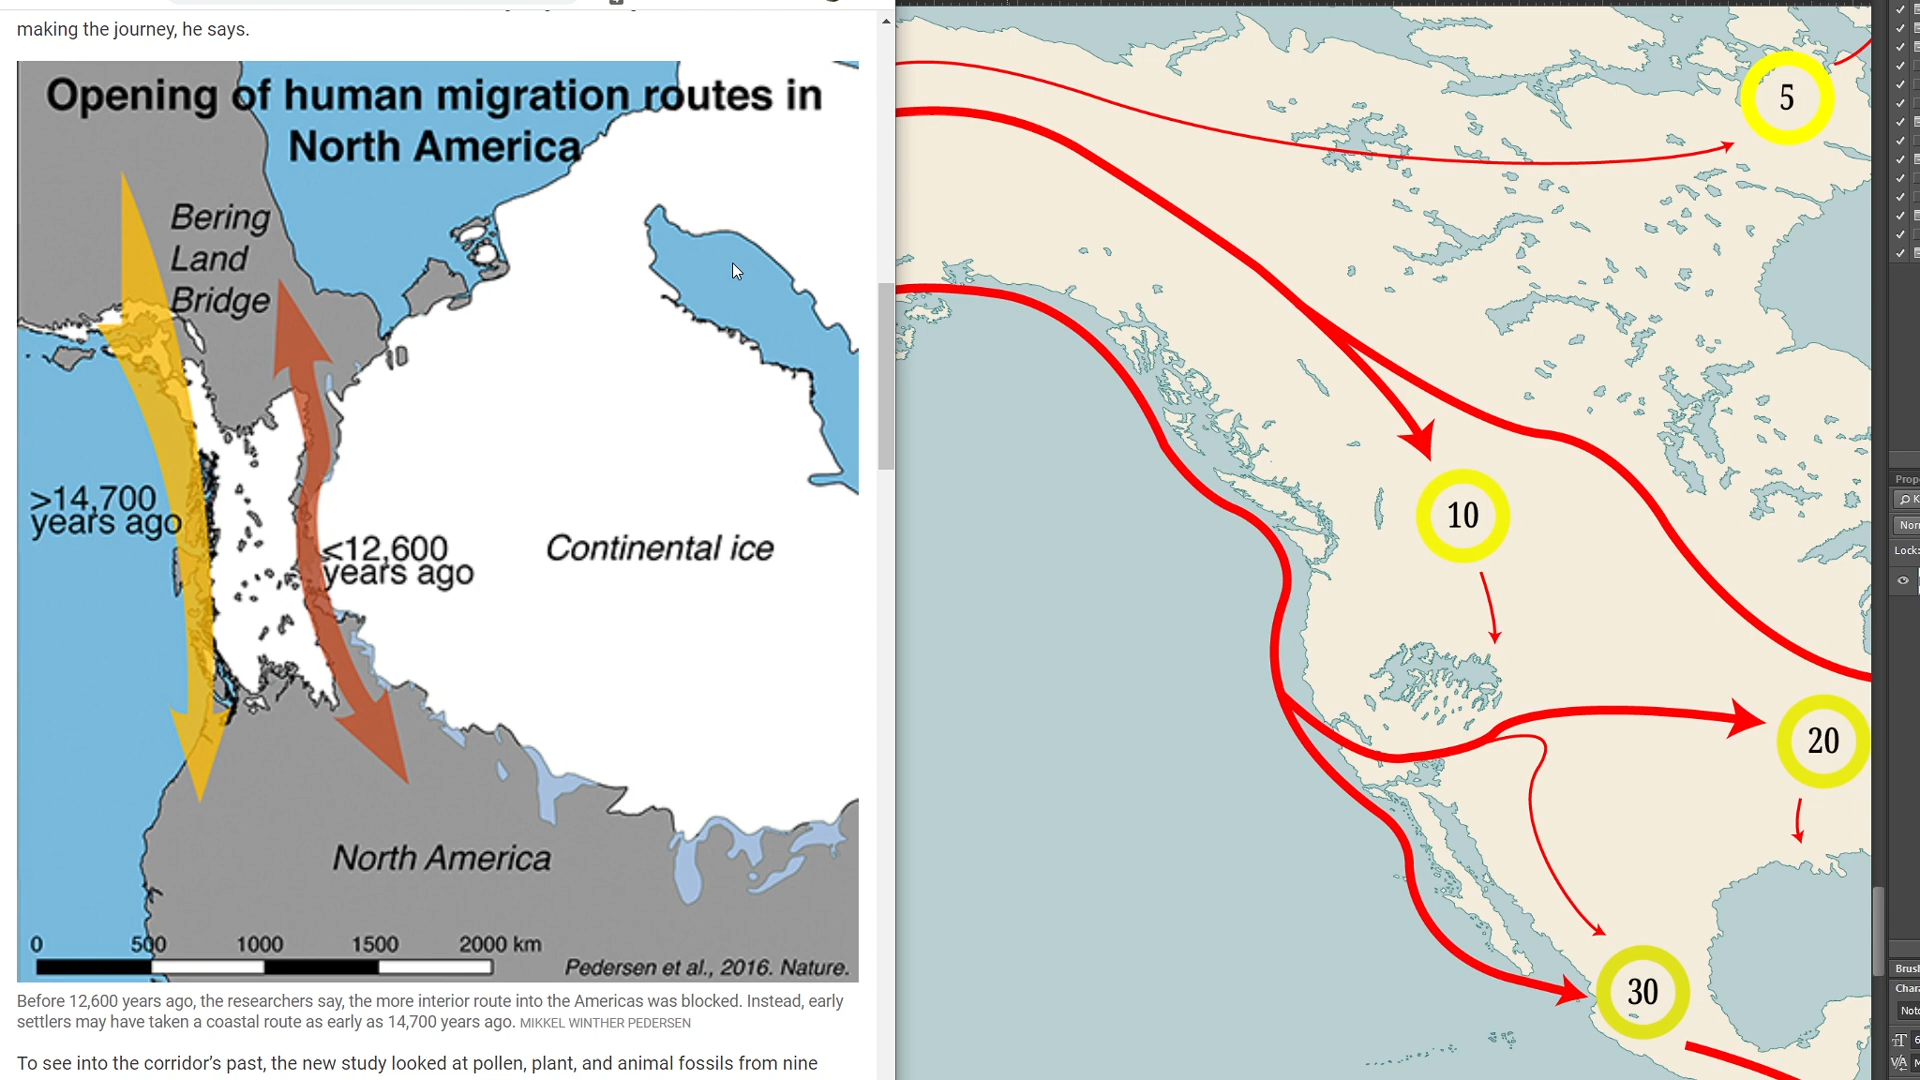 making the journey, he says.
Opening of human migration routes in
North America
Bering
Land
Bridge
>14,700
years ago
<12,600
years ago
Continental ice
North America
0 500 1000 1500 2000 km
Pedersen et al., 2016. Nature.
Before 12,600 years ago, the researchers say, the more interior route into the Americas was blocked. Instead, early
settlers may have taken a coastal route as early as 14,700 years ago. MIKKEL WINTHER PEDERSEN
To see into the corridor's past, the new study looked at pollen, plant, and animal fossils from nine
5
10
20
30
Lock: